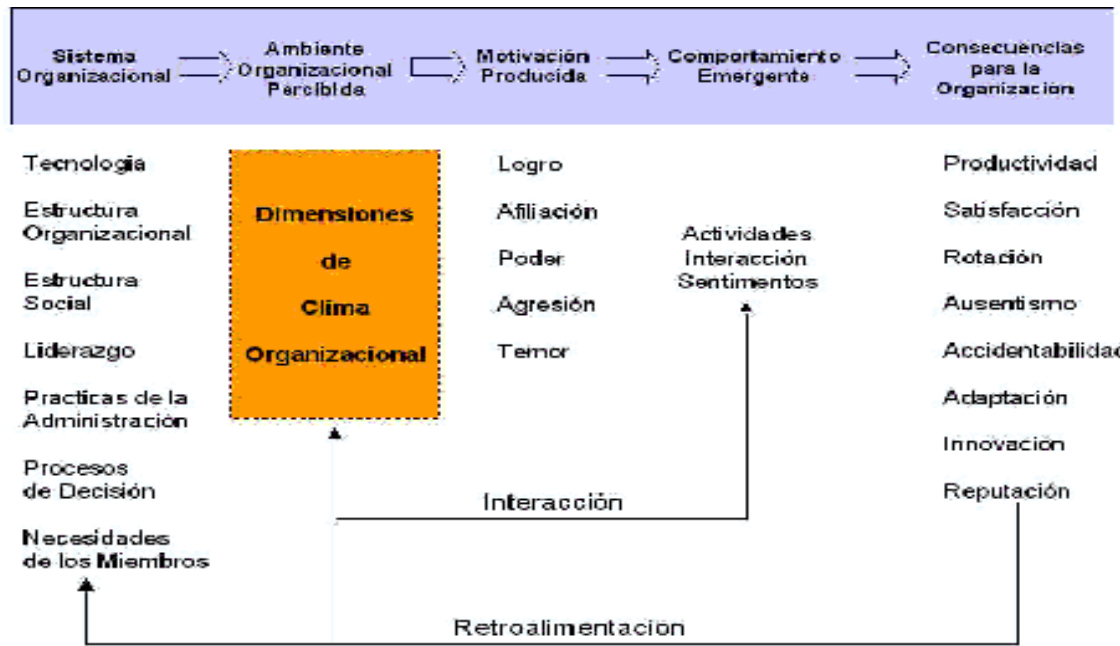 Sistema
Organizacional
Ambiente
Organizacional
Percibida
Motivación
Producida
Comportamiento
Emergente
Consecuencias
para la
Organización
Tecnologia
Estructura
Organizacional
Estructura
Social
Liderazgo
Practicas de la
Administración
Procesos
de Decisión
Necesidades
de los Miembros
Dimensiones
de
Clima
Organizacional
Logro
Afiliación
Poder
Agresión
Temor
Actividades
Interacción
Sentimentos
Productividad
Satisfacción
Rotación
Ausentismo
Accidentabilidad
Adaptación
Innovación
Reputación
Interacción
Retroalimentación